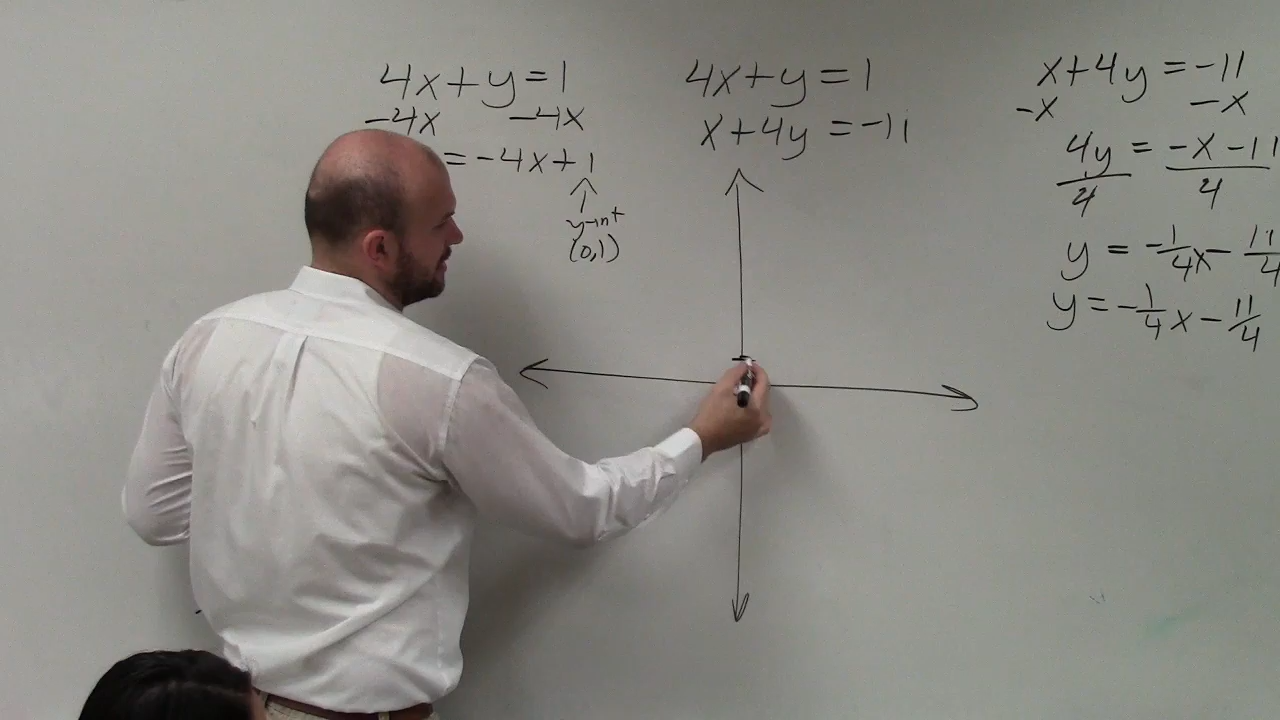 4x+y=1
-4x -4x
=-4x+1
y-int
(0,1)
4x+y=1
x+4y=-11
x+4y=-11
-x -x
4y = -x-11
4 4
y = -1/4x - 11/4
y = -1/4x - 11/4